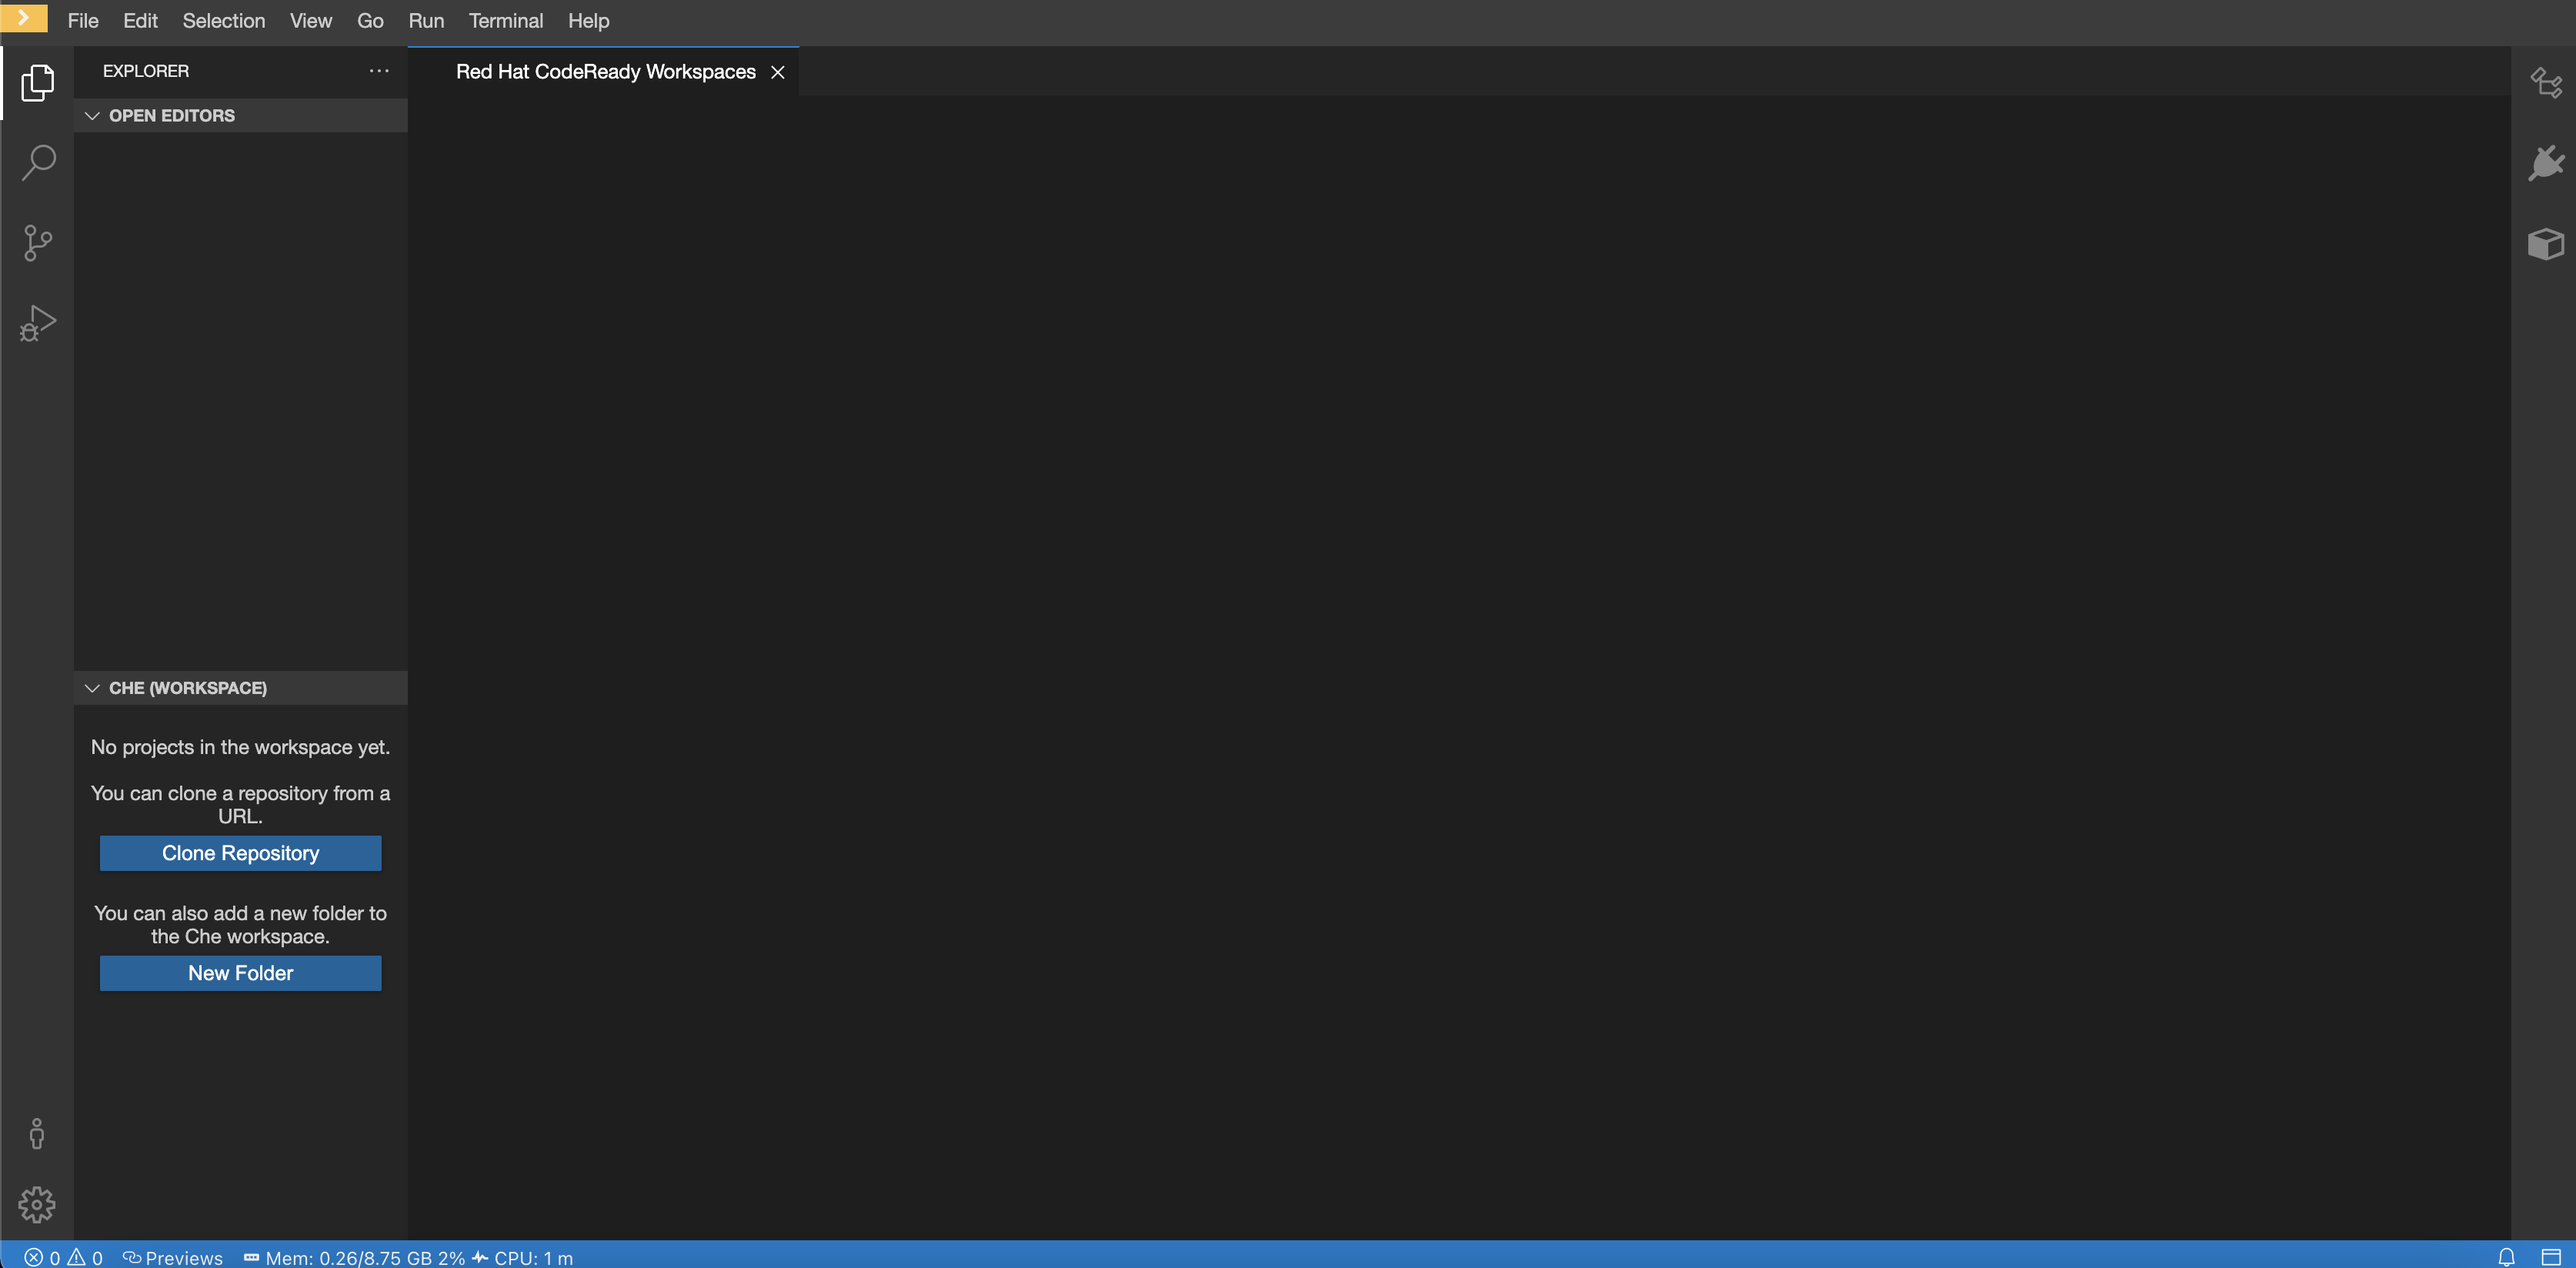 File Edit Selection View Go Run Terminal Help
EXPLORER
Red Hat CodeReady Workspaces
OPEN EDITORS
CHE (WORKSPACE)
No projects in the workspace yet.
You can clone a repository from a
URL.
Clone Repository
You can also add a new folder to
the Che workspace.
New Folder
0 0 Previews Mem: 0.26/8.75 GB 2% CPU: 1 m